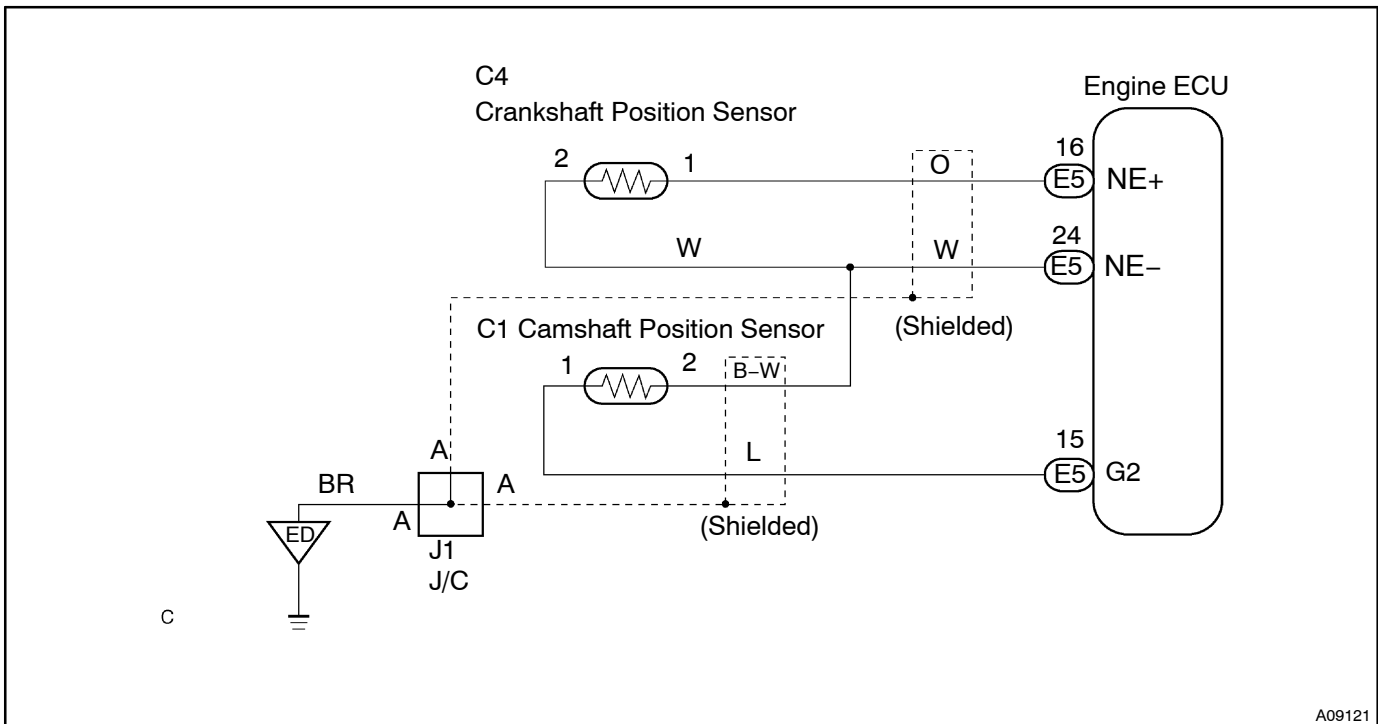 C4
Crankshaft Position Sensor
Engine ECU
2
1
O
16
E5
NE+
W
W
24
E5
NE−
C1 Camshaft Position Sensor
(Shielded)
1
2
B−W
L
15
E5
G2
A
BR
A
A
(Shielded)
ED
J1
J/C
C
A09121